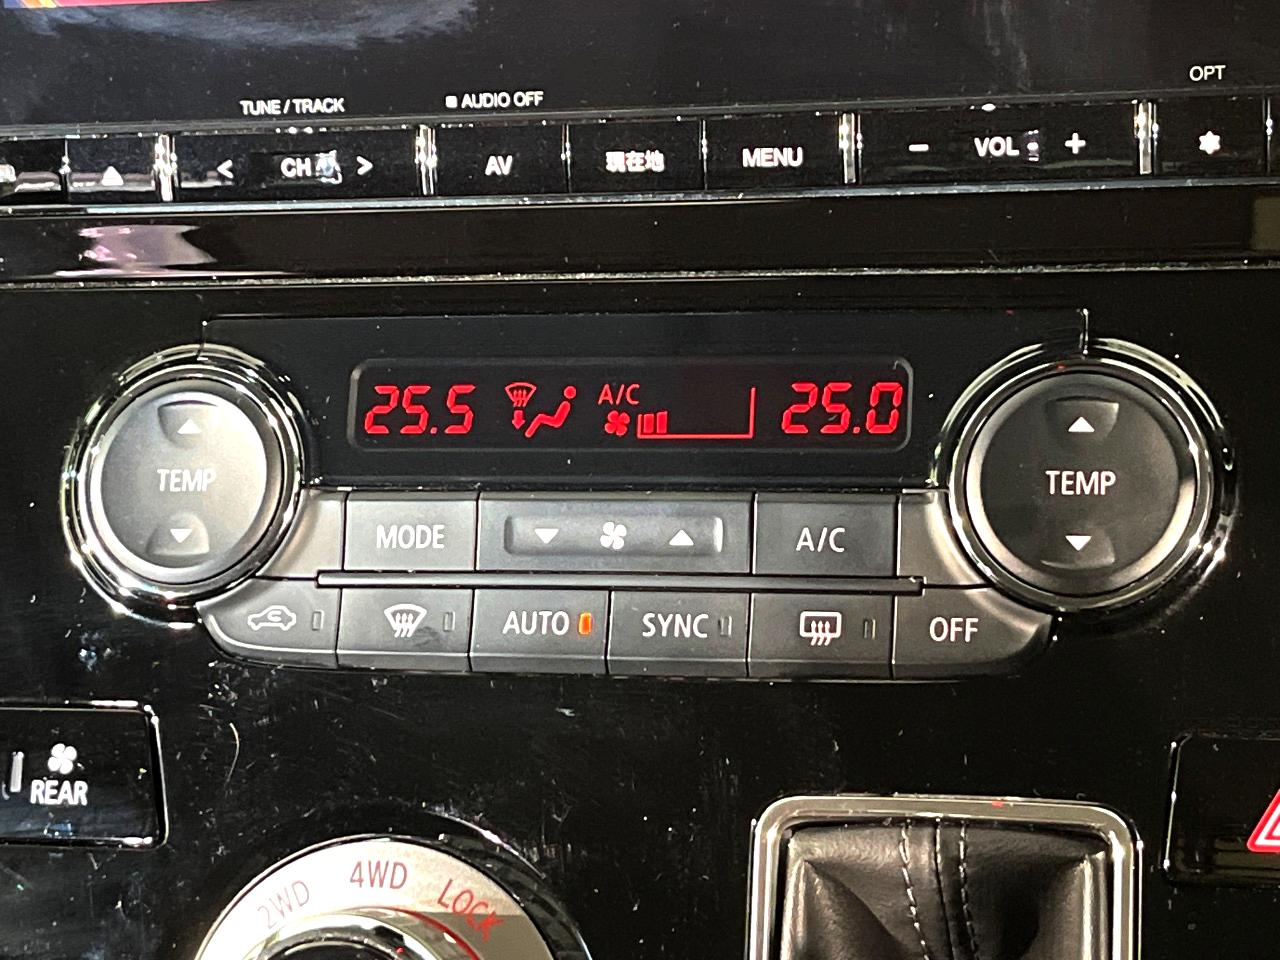 TUNE / TRACK
AUDIO OFF
OPT
CH
AV
現在地
MENU
VOL
25.5
A/C
25.0
TEMP
TEMP
MODE
A/C
AUTO
SYNC
OFF
REAR
2WD
4WD
LOCK